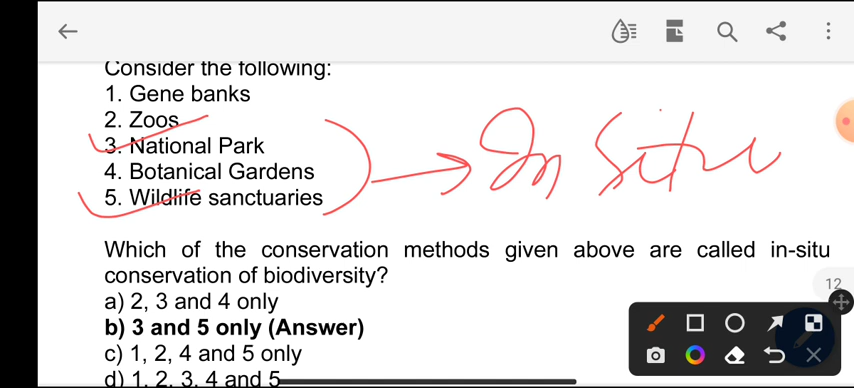 Consider the following:
1. Gene banks
2. Zoos
3. National Park
4. Botanical Gardens
5. Wildlife sanctuaries
In Situ
Which of the conservation methods given above are called in-situ
conservation of biodiversity?
a) 2, 3 and 4 only
b) 3 and 5 only (Answer)
c) 1, 2, 4 and 5 only
d) 1, 2, 3, 4 and 5
12